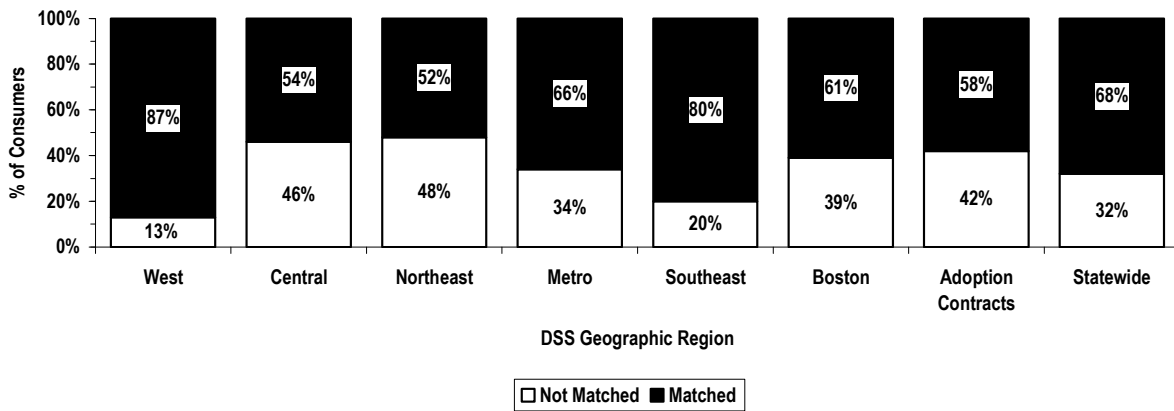 100%
80%
60%
40%
20%
0%
% of Consumers
87% 54% 52% 66% 80% 61% 58% 68%
13% 46% 48% 34% 20% 39% 42% 32%
West Central Northeast Metro Southeast Boston Adoption Contracts Statewide
DSS Geographic Region
Not Matched Matched